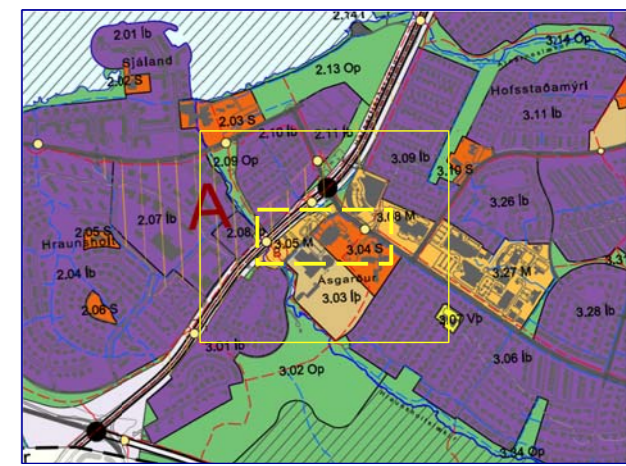 2.14 Í
2.01 Íb
Sjáland
2.02 S
2.13 Op
3.14 Op
2.03 S
Hofsstaðamýri
3.11 Íb
2.10 Íb
2.11 Íb
2.09 Op
3.09 Íb
3.10 S
3.26 Íb
A
2.07 Íb
2.08
3.08 M
2.05 S
Hraunsholt
3.05 M
3.04 S
B
Ásgarður
3.27 M
2.04 Íb
3.03 Íþ
2.06 S
3.07 Vþ
3.28 Íb
3.01 Íb
3.06 Íb
3.02 Op
Hraunsholtslækur
3.34 Op